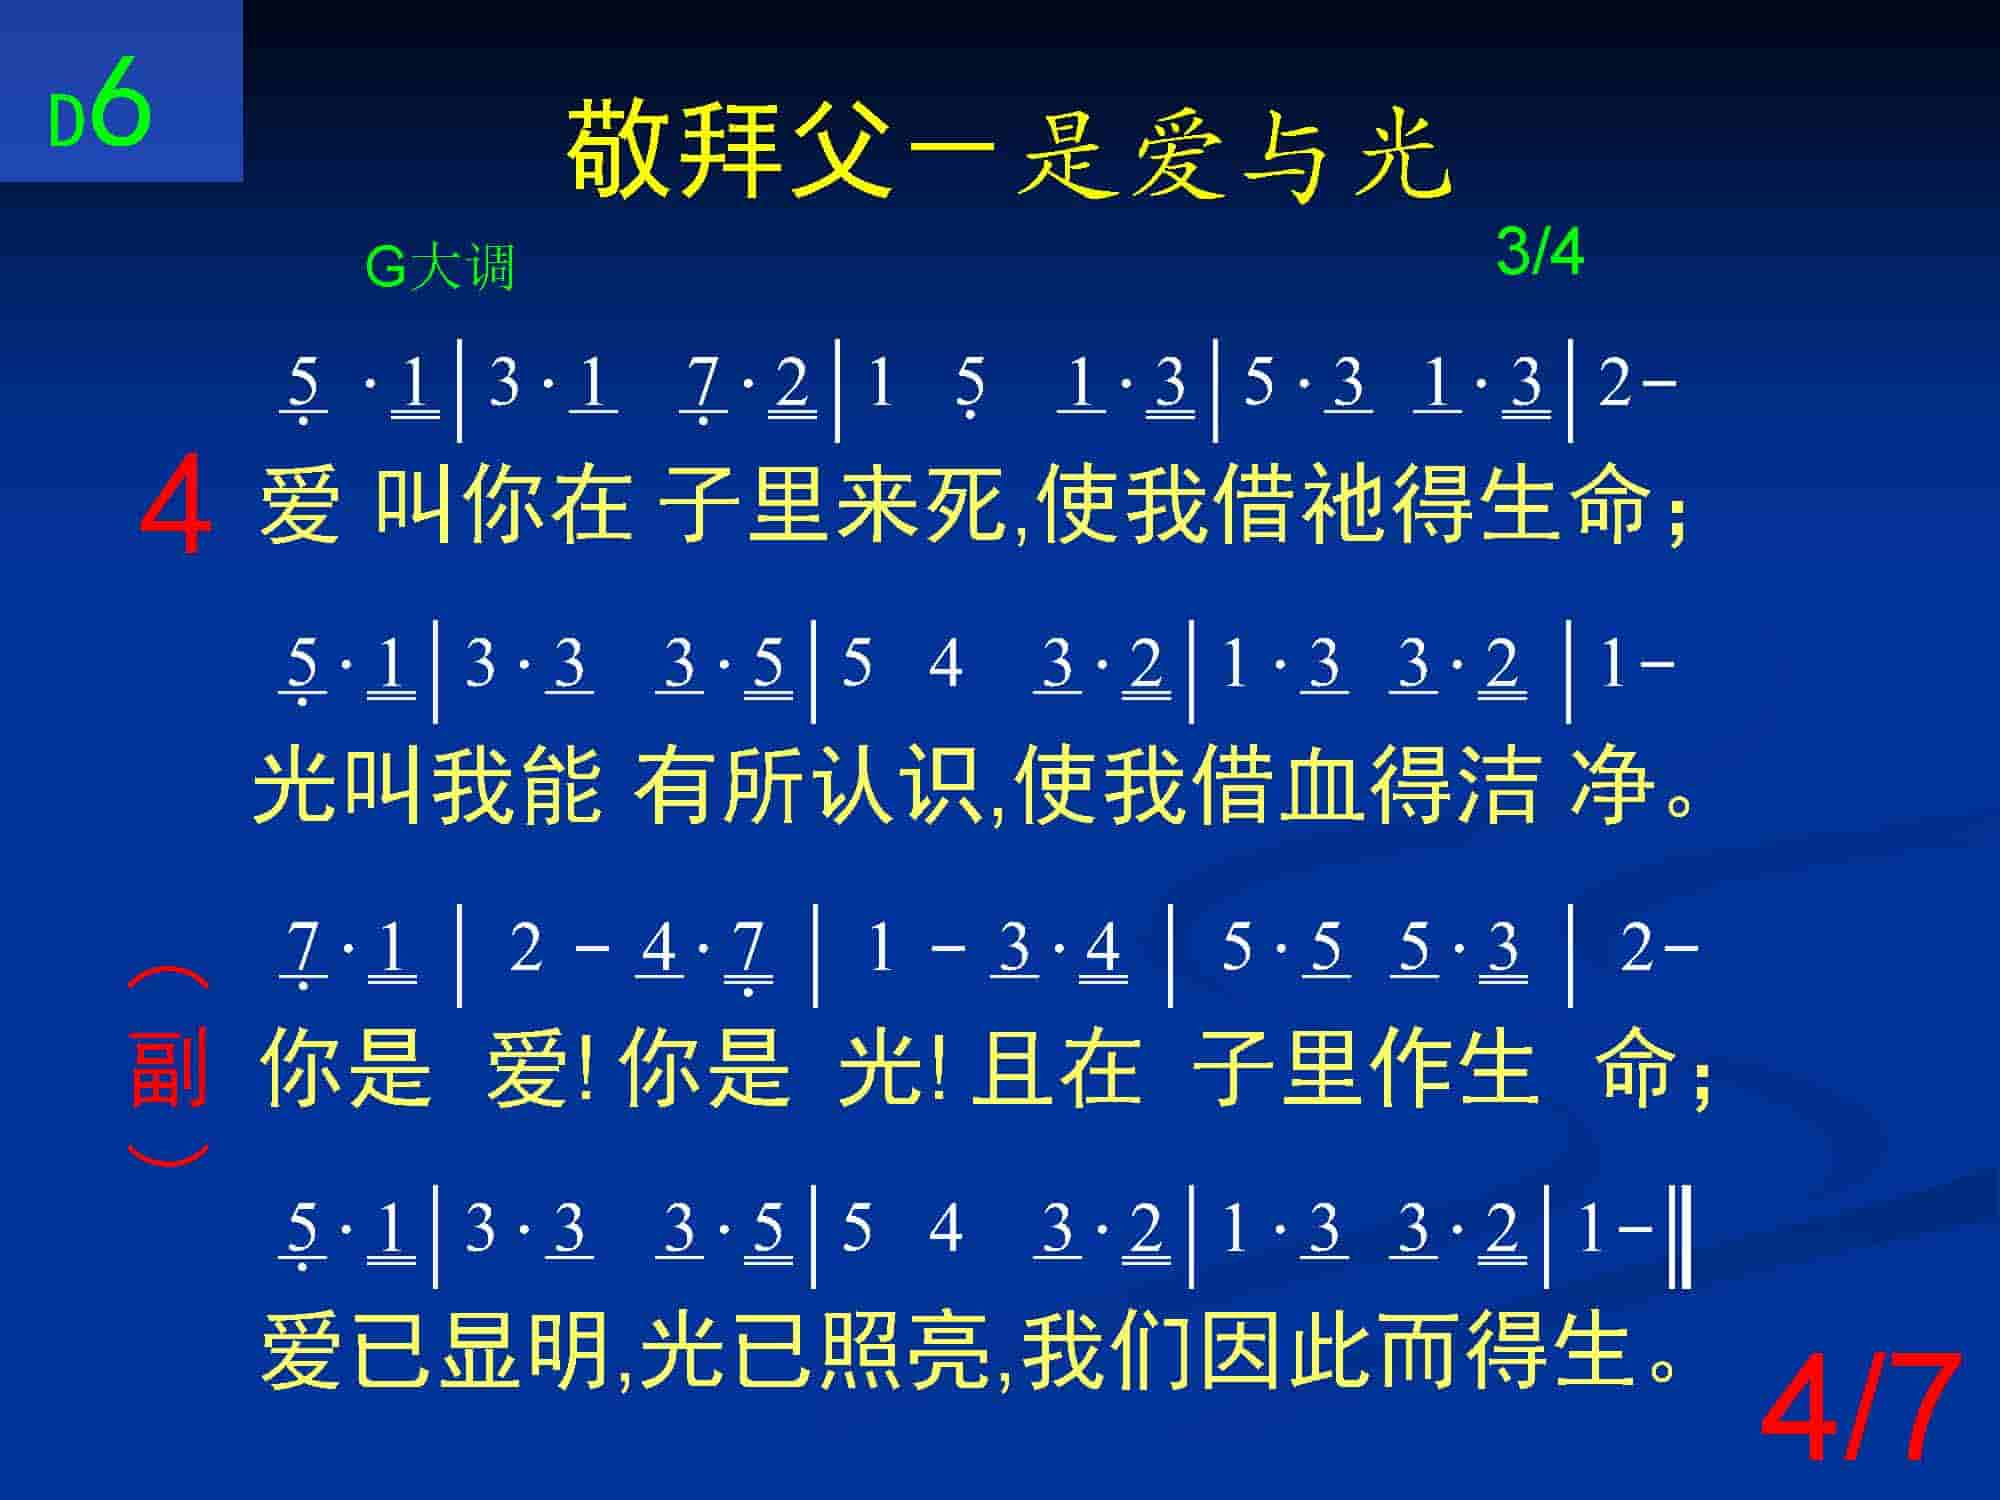 D6
敬拜父－是爱与光
G大调 3/4
5 · 1 | 3 · 1 7 · 2 | 1 5 1 · 3 | 5 · 3 1 · 3 | 2 -
4 爱 叫你在 子里来死,使我借祂得生命；
5 · 1 | 3 · 3 3 · 5 | 5 4 3 · 2 | 1 · 3 3 · 2 | 1 -
光叫我能 有所认识,使我借血得洁 净。
7 · 1 | 2 - 4 · 7 | 1 - 3 · 4 | 5 · 5 5 · 3 | 2 -
（副） 你是 爱! 你是 光! 且在 子里作生 命；
5 · 1 | 3 · 3 3 · 5 | 5 4 3 · 2 | 1 · 3 3 · 2 | 1 - ‖
爱已显明,光已照亮,我们因此而得生。
4/7